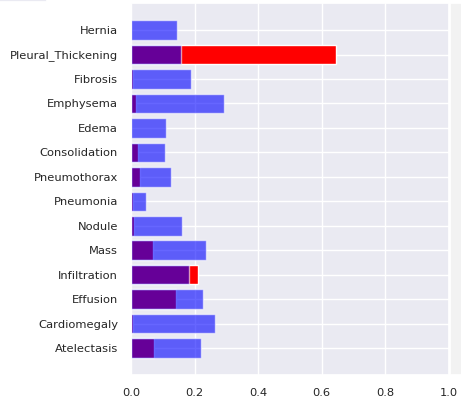 Hernia
Pleural_Thickening
Fibrosis
Emphysema
Edema
Consolidation
Pneumothorax
Pneumonia
Nodule
Mass
Infiltration
Effusion
Cardiomegaly
Atelectasis
0.0 0.2 0.4 0.6 0.8 1.0